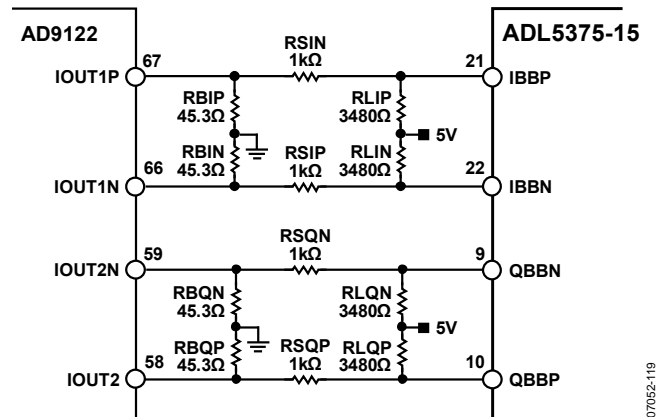 AD9122
ADL5375-15
67
RSIN
1kΩ
21
IOUT1P
IBBP
RBIP
45.3Ω
RLIP
3480Ω
5V
RBIN
45.3Ω
RSIP
1kΩ
RLIN
3480Ω
66
22
IOUT1N
IBBN
59
RSQN
1kΩ
9
IOUT2N
QBBN
RBQN
45.3Ω
RLQN
3480Ω
5V
RBQP
45.3Ω
RSQP
1kΩ
RLQP
3480Ω
58
10
IOUT2
QBBP
07052-119